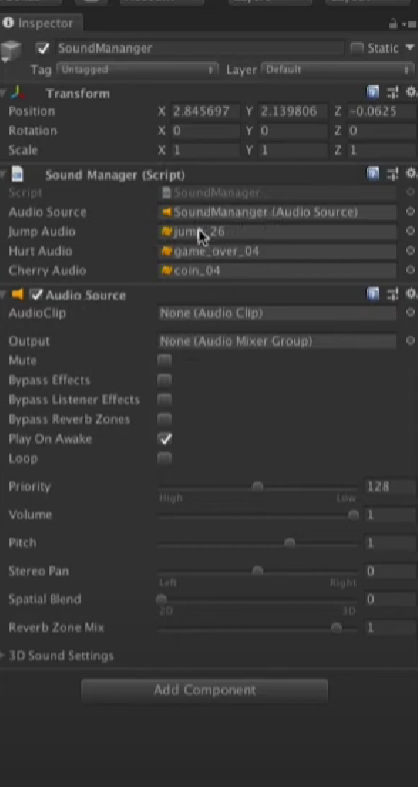 Inspector
SoundMananger Static
Tag Untagged Layer Default
Transform
Position X 2.845697 Y 2.139806 Z -0.0625
Rotation X 0 Y 0 Z 0
Scale X 1 Y 1 Z 1
Sound Manager (Script)
Script SoundManager
Audio Source SoundMananger (Audio Source)
Jump Audio jump_26
Hurt Audio game_over_04
Cherry Audio coin_04
Audio Source
AudioClip None (Audio Clip)
Output None (Audio Mixer Group)
Mute
Bypass Effects
Bypass Listener Effects
Bypass Reverb Zones
Play On Awake
Loop
Priority 128
High Low
Volume 1
Pitch 1
Stereo Pan 0
Left Right
Spatial Blend 0
2D 3D
Reverb Zone Mix 1
3D Sound Settings
Add Component